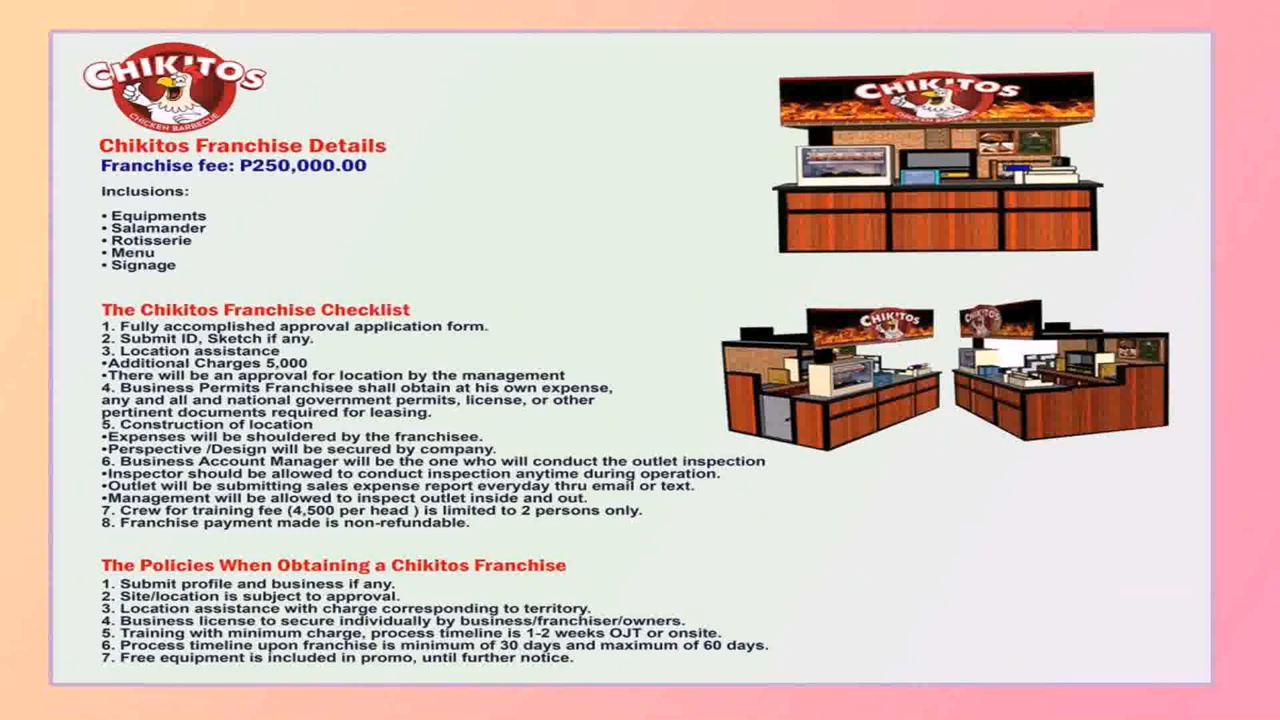 CHIKITOS
CHICKEN BARBECUE
Chikitos Franchise Details
Franchise fee: P250,000.00
Inclusions:
• Equipments
• Salamander
• Rotisserie
• Menu
• Signage
The Chikitos Franchise Checklist
1. Fully accomplished approval application form.
2. Submit ID, Sketch if any.
3. Location assistance
•Additional Charges 5,000
•There will be an approval for location by the management
4. Business Permits Franchisee shall obtain at his own expense,
any and all and national government permits, license, or other
pertinent documents required for leasing.
5. Construction of location
•Expenses will be shouldered by the franchisee.
•Perspective /Design will be secured by company.
6. Business Account Manager will be the one who will conduct the outlet inspection
•Inspector should be allowed to conduct inspection anytime during operation.
•Outlet will be submitting sales expense report everyday thru email or text.
•Management will be allowed to inspect outlet inside and out.
7. Crew for training fee (4,500 per head ) is limited to 2 persons only.
8. Franchise payment made is non-refundable.
The Policies When Obtaining a Chikitos Franchise
1. Submit profile and business if any.
2. Site/location is subject to approval.
3. Location assistance with charge corresponding to territory.
4. Business license to secure individually by business/franchiser/owners.
5. Training with minimum charge, process timeline is 1-2 weeks OJT or onsite.
6. Process timeline upon franchise is minimum of 30 days and maximum of 60 days.
7. Free equipment is included in promo, until further notice.
CHIKITOS
CHICKEN BARBECUE
CHIKITOS
CHIKITOS